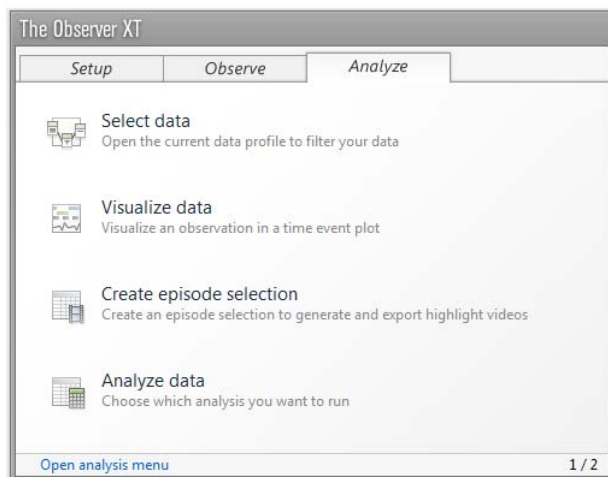 The Observer XT
Setup Observe Analyze
Select data
Open the current data profile to filter your data
Visualize data
Visualize an observation in a time event plot
Create episode selection
Create an episode selection to generate and export highlight videos
Analyze data
Choose which analysis you want to run
Open analysis menu 1 / 2